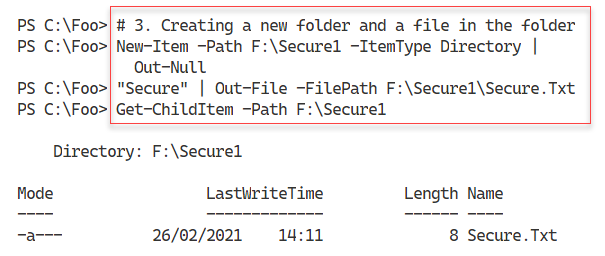 PS C:\Foo> # 3. Creating a new folder and a file in the folder
PS C:\Foo> New-Item -Path F:\Secure1 -ItemType Directory |
Out-Null
PS C:\Foo> "Secure" | Out-File -FilePath F:\Secure1\Secure.Txt
PS C:\Foo> Get-ChildItem -Path F:\Secure1
Directory: F:\Secure1
Mode LastWriteTime Length Name
---- ------------- ------ ----
-a--- 26/02/2021 14:11 8 Secure.Txt